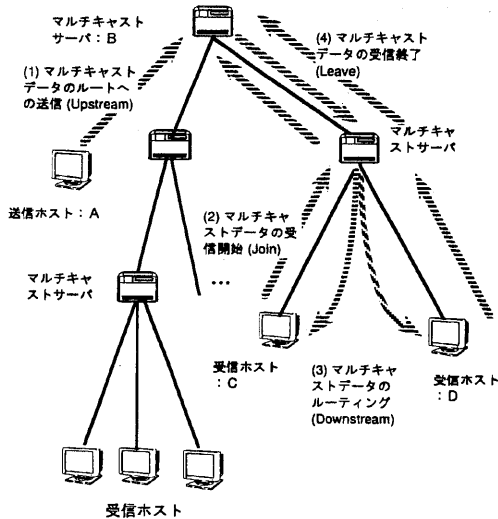 マルチキャスト
サーバ：B
(4) マルチキャスト
データの受信終了
(Leave)
(1) マルチキャスト
データのルートへ
の送信 (Upstream)
マルチキャ
ストサーバ
送信ホスト：A
(2) マルチキャ
ストデータの受
信開始 (Join)
マルチキャ
ストサーバ
…
受信ホスト
：C
(3) マルチキャ
ストデータの
ルーティング
(Downstream)
受信ホスト
：D
受信ホスト